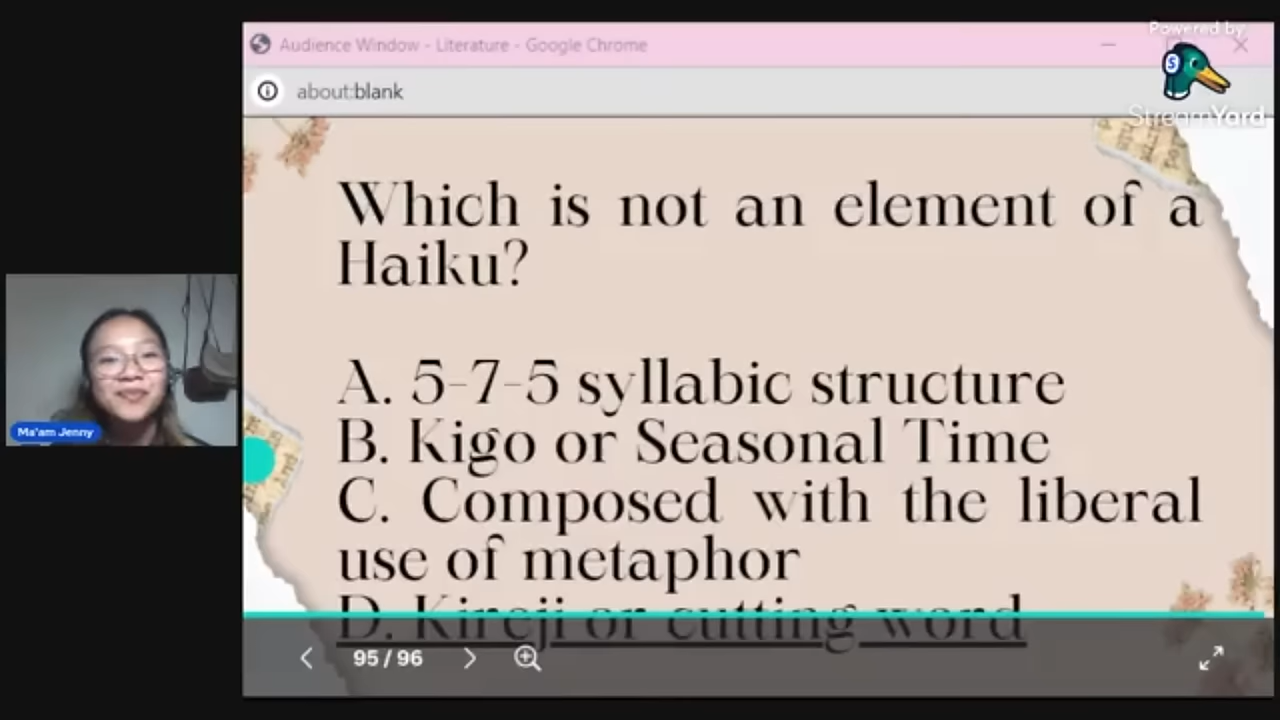 Audience Window - Literature - Google Chrome
Powered by
about:blank
StreamYard
Which is not an element of a
Haiku?
A. 5-7-5 syllabic structure
B. Kigo or Seasonal Time
C. Composed with the liberal
use of metaphor
D. Kireji or cutting word
Ma'am Jenny
95 / 96